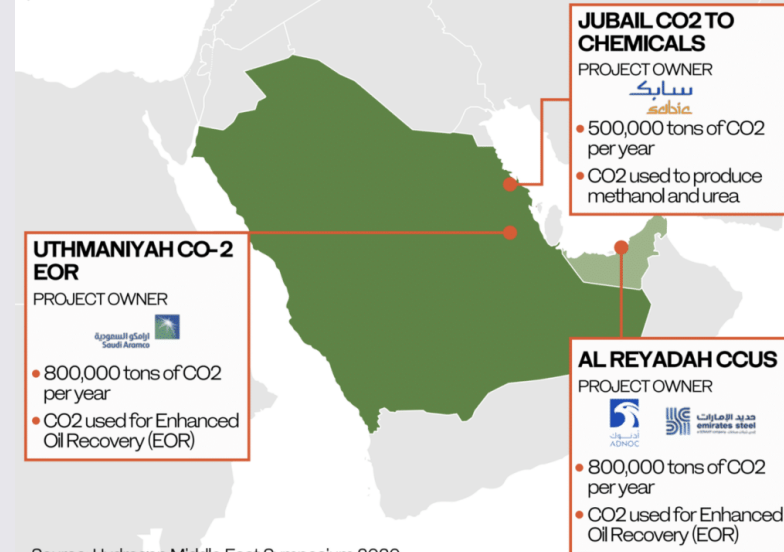 JUBAIL CO2 TO
CHEMICALS
PROJECT OWNER
سابك
sabic
• 500,000 tons of CO2
per year
• CO2 used to produce
methanol and urea
UTHMANIYAH CO-2
EOR
PROJECT OWNER
أرامكو السعودية
Saudi Aramco
• 800,000 tons of CO2
per year
• CO2 used for Enhanced
Oil Recovery (EOR)
AL REYADAH CCUS
PROJECT OWNER
أدنوك
ADNOC
حديد الإمارات
emirates steel
• 800,000 tons of CO2
per year
• CO2 used for Enhanced
Oil Recovery (EOR)